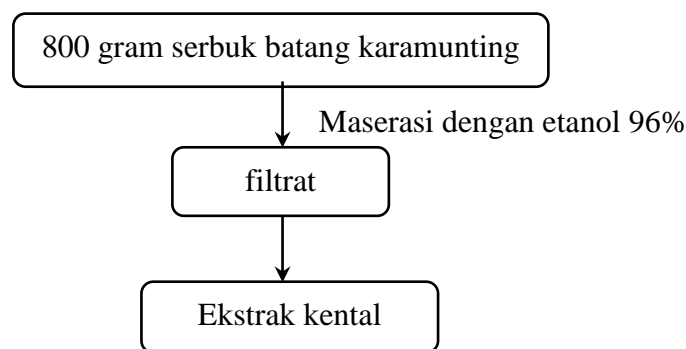 800 gram serbuk batang karamunting
Maserasi dengan etanol 96%
filtrat
Ekstrak kental